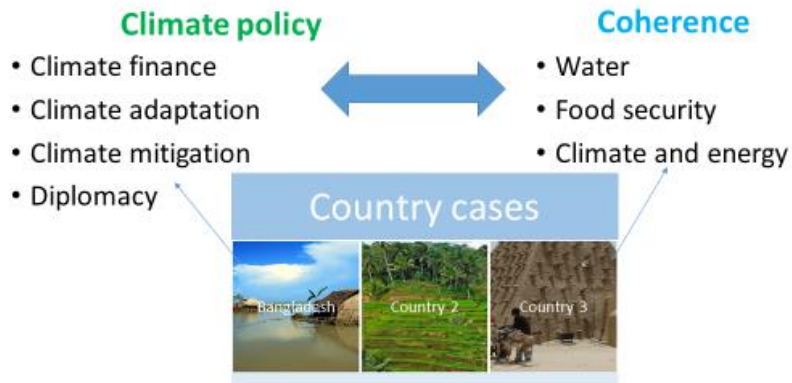 Climate policy
• Climate finance
• Climate adaptation
• Climate mitigation
• Diplomacy
Coherence
• Water
• Food security
• Climate and energy
Country cases
Bangladesh
Country 2
Country 3